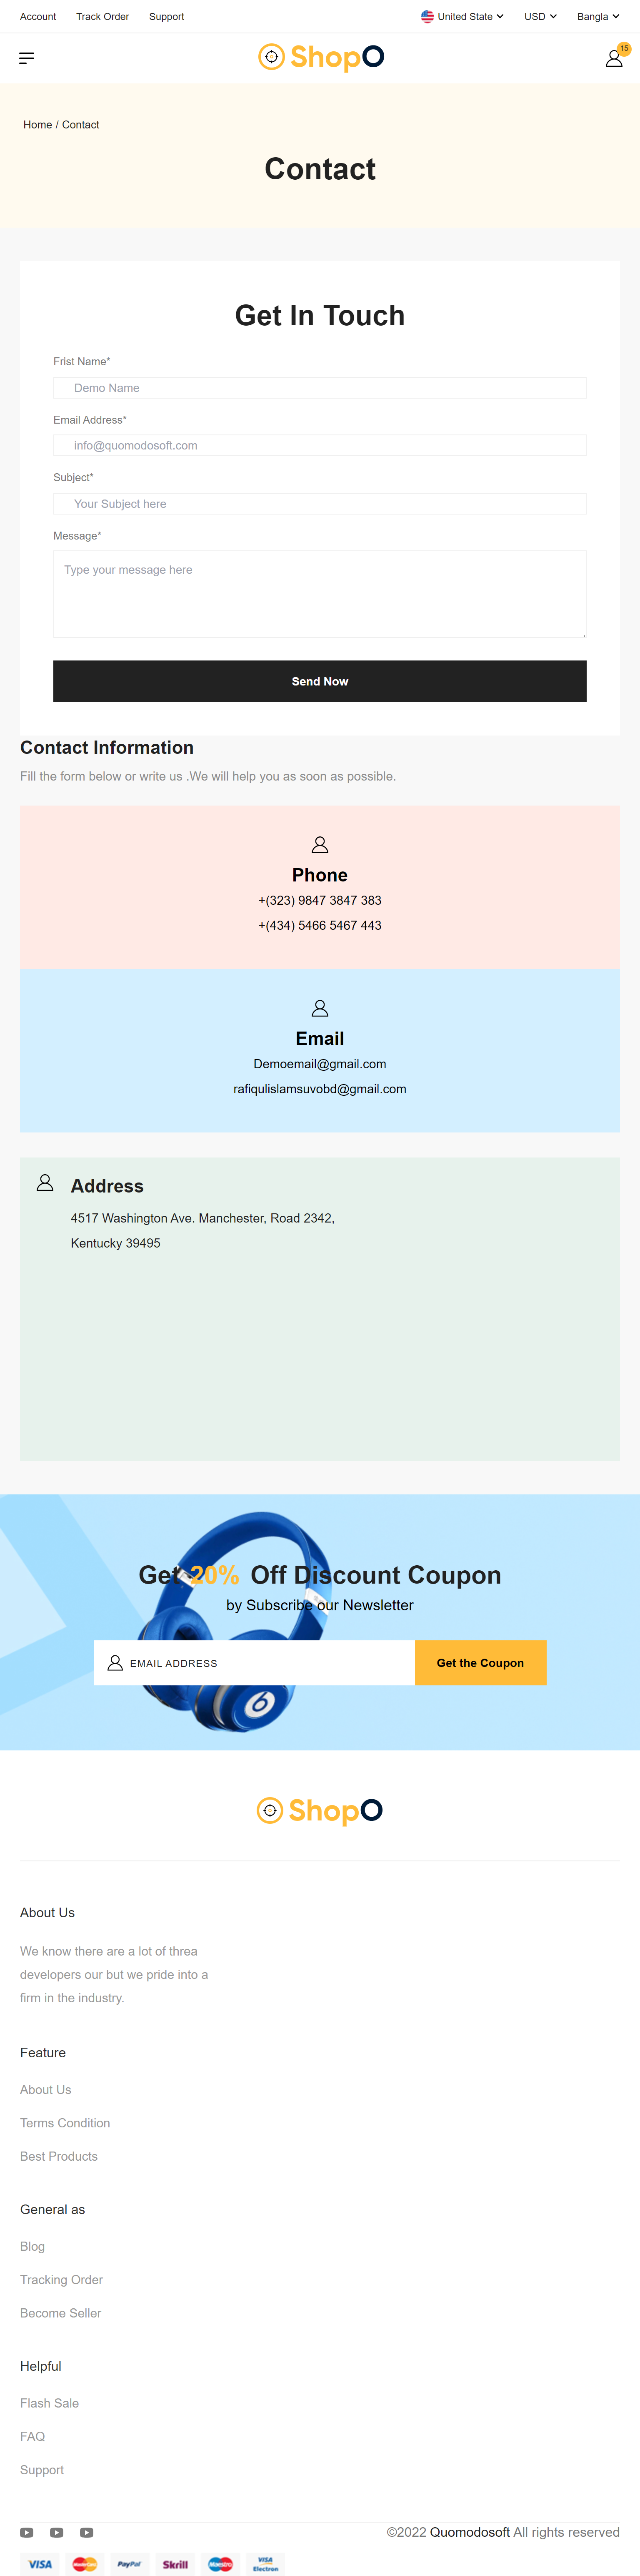 Account Track Order Support United State USD Bangla
ShopO 15
Home / Contact
Contact
Get In Touch
Frist Name*
Demo Name
Email Address*
info@quomodosoft.com
Subject*
Your Subject here
Message*
Type your message here
Send Now
Contact Information
Fill the form below or write us .We will help you as soon as possible.
Phone
+(323) 9847 3847 383
+(434) 5466 5467 443
Email
Demoemail@gmail.com
rafiqulislamsuvobd@gmail.com
Address
4517 Washington Ave. Manchester, Road 2342,
Kentucky 39495
Get 20% Off Discount Coupon
by Subscribe our Newsletter
EMAIL ADDRESS Get the Coupon
ShopO
About Us
We know there are a lot of threa
developers our but we pride into a
firm in the industry.
Feature
About Us
Terms Condition
Best Products
General as
Blog
Tracking Order
Become Seller
Helpful
Flash Sale
FAQ
Support
©2022 Quomodosoft All rights reserved
VISA MasterCard PayPal Skrill Maestro VISA Electron